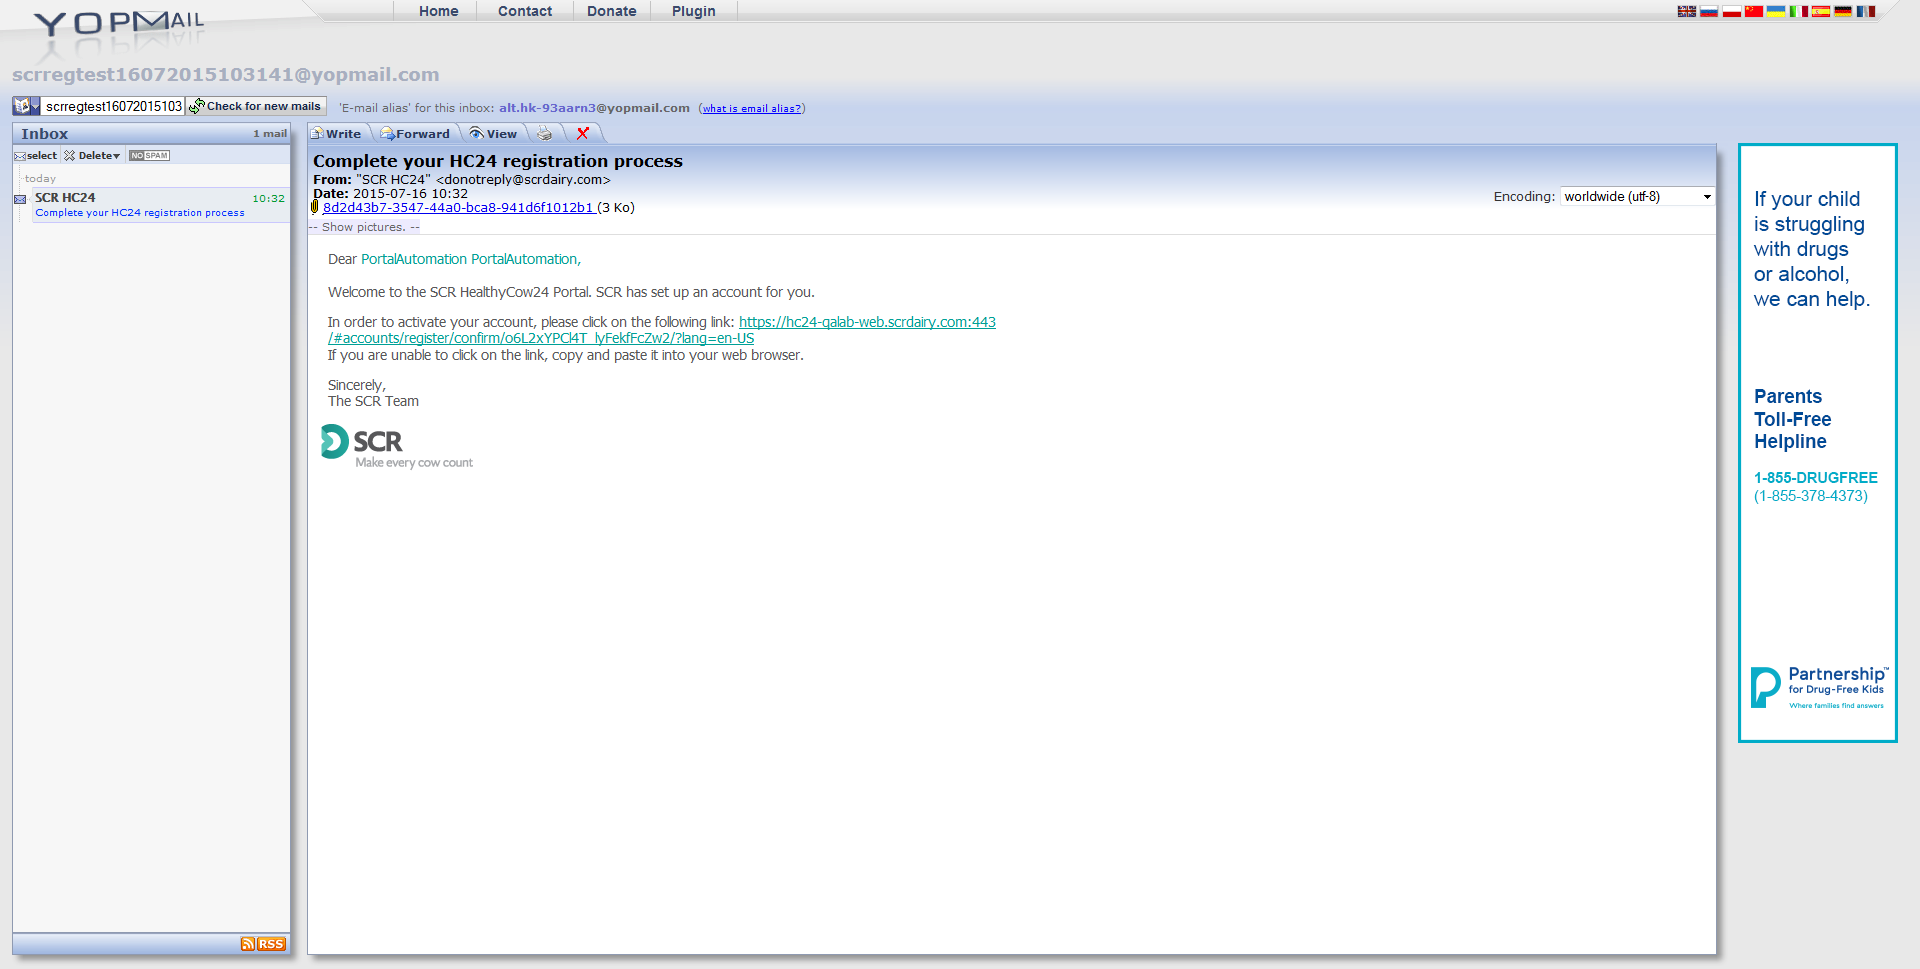 YOPMAIL
Home Contact Donate Plugin
scrregtest16072015103141@yopmail.com
scrregtest16072015103 Check for new mails 'E-mail alias' for this inbox: alt.hk-93aarn3@yopmail.com (what is email alias?)
Inbox 1 mail
select Delete NO SPAM
today
SCR HC24 10:32
Complete your HC24 registration process
RSS
Write Forward View
Complete your HC24 registration process
From: "SCR HC24" <donotreply@scrdairy.com>
Date: 2015-07-16 10:32
8d2d43b7-3547-44a0-bca8-941d6f1012b1 (3 Ko)
Encoding: worldwide (utf-8)
-- Show pictures. --
Dear PortalAutomation PortalAutomation,
Welcome to the SCR HealthyCow24 Portal. SCR has set up an account for you.
In order to activate your account, please click on the following link: https://hc24-qalab-web.scrdairy.com:443
/#accounts/register/confirm/o6L2xYPCl4T_lyFekfFcZw2/?lang=en-US
If you are unable to click on the link, copy and paste it into your web browser.
Sincerely,
The SCR Team
SCR
Make every cow count
If your child
is struggling
with drugs
or alcohol,
we can help.
Parents
Toll-Free
Helpline
1-855-DRUGFREE
(1-855-378-4373)
Partnership™
for Drug-Free Kids
Where families find answers